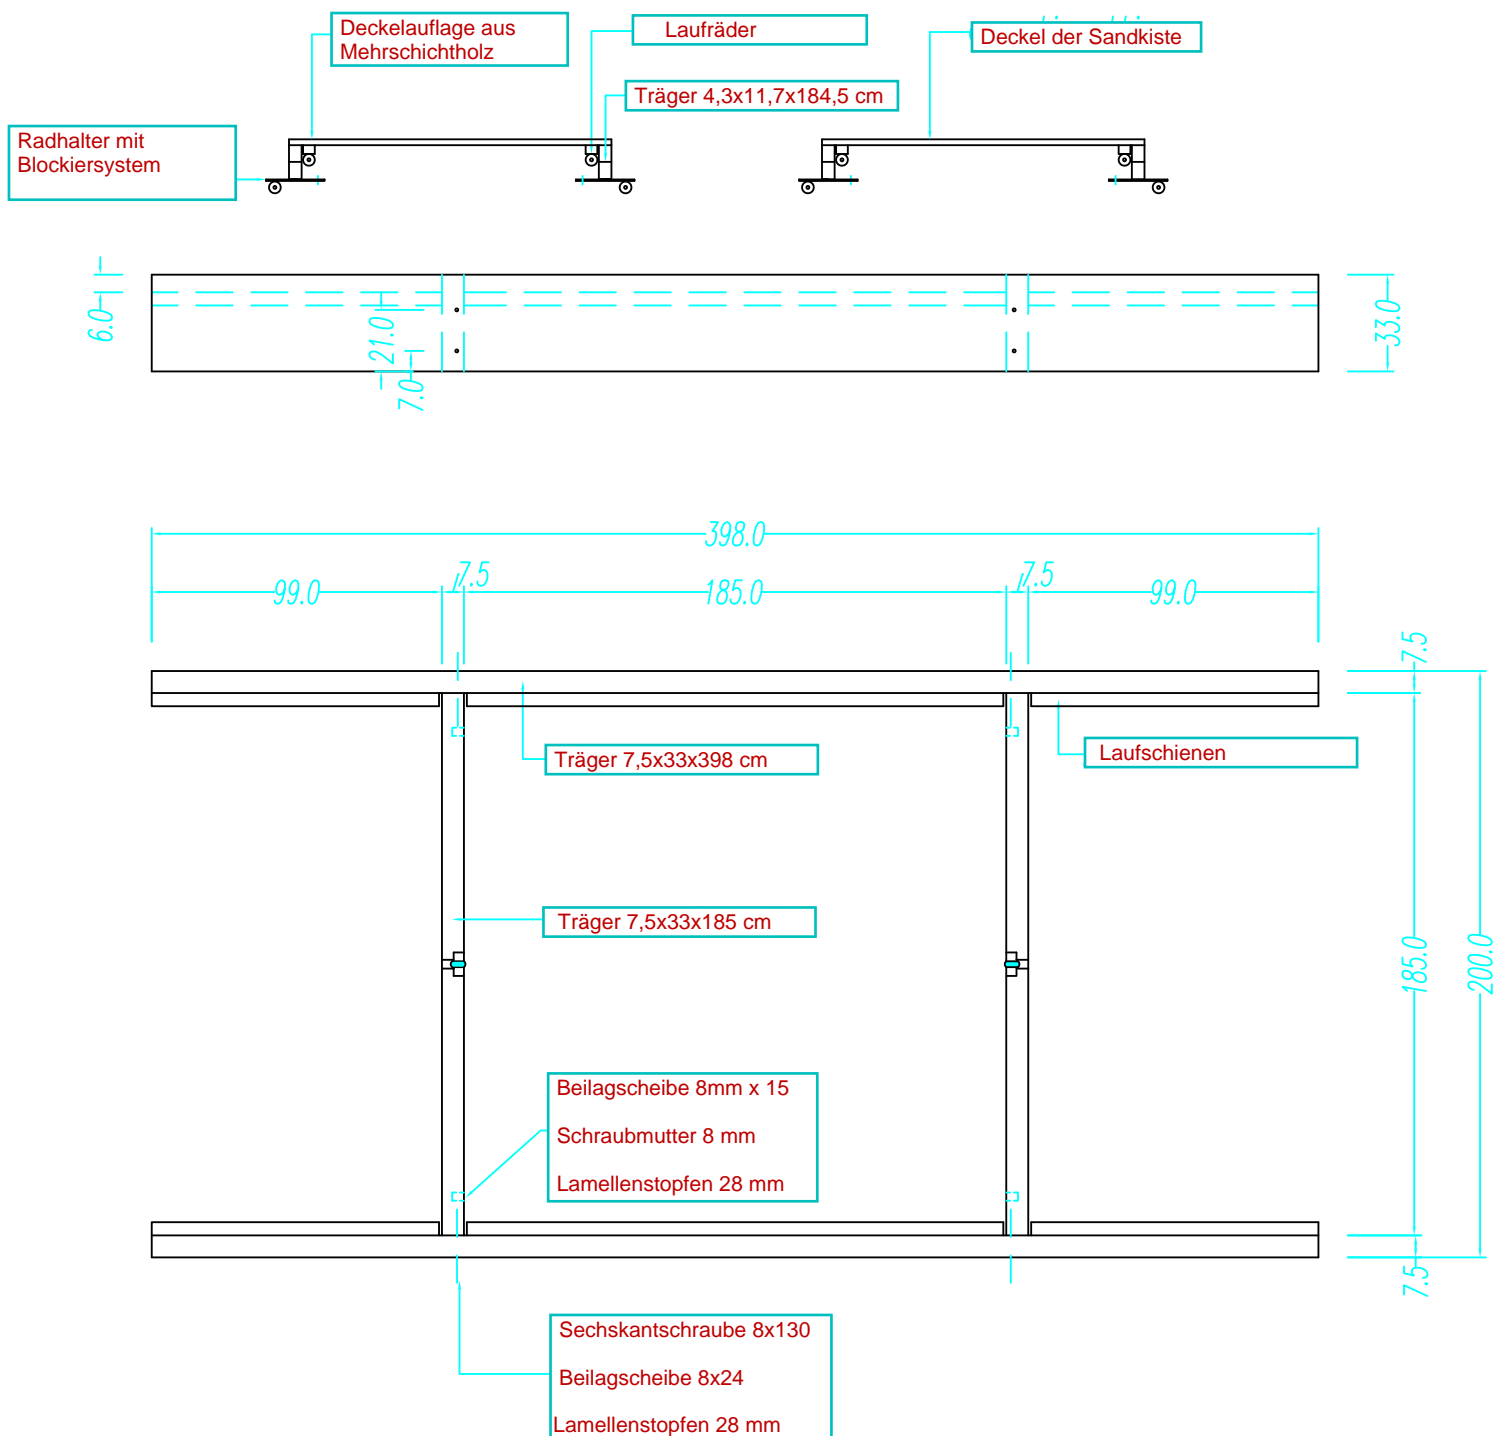 Deckelauflage aus
Mehrschichtholz
Laufräder
Deckel der Sandkiste
Träger 4,3x11,7x184,5 cm
Radhalter mit
Blockiersystem
6.0
21.0
7.0
33.0
398.0
99.0
7.5
185.0
7.5
99.0
7.5
Träger 7,5x33x398 cm
Laufschienen
Träger 7,5x33x185 cm
185.0
200.0
Beilagscheibe 8mm x 15
Schraubmutter 8 mm
Lamellenstopfen 28 mm
7.5
Sechskantschraube 8x130
Beilagscheibe 8x24
Lamellenstopfen 28 mm